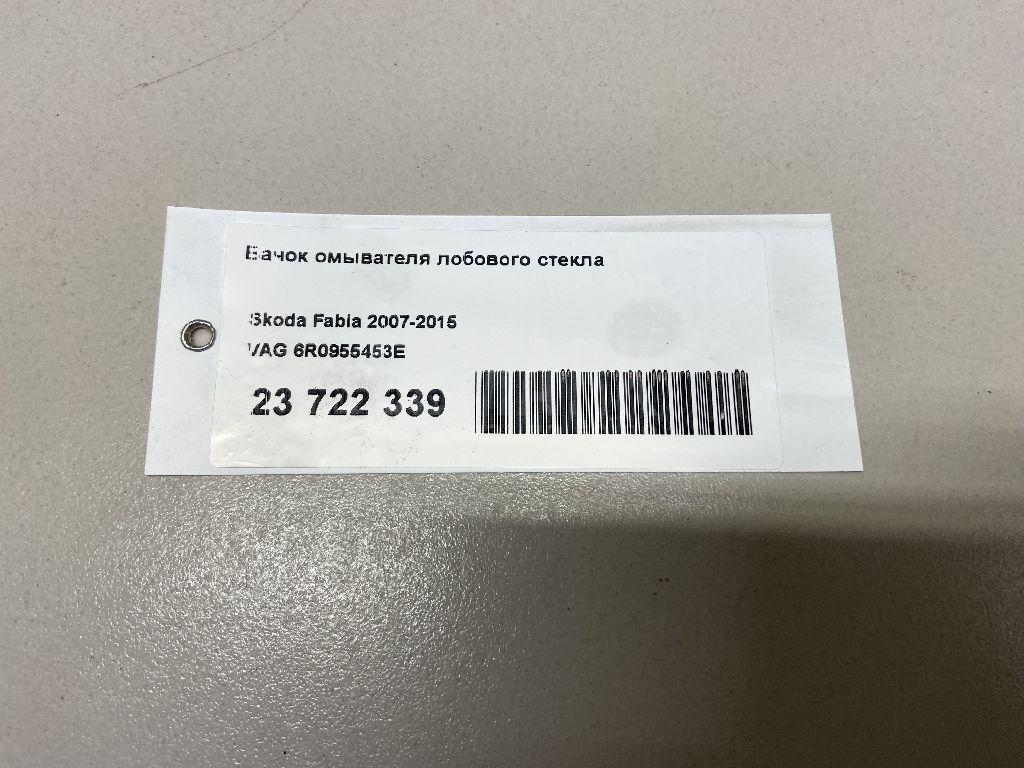 Бачок омывателя лобового стекла
Skoda Fabia 2007-2015
VAG 6R0955453E
23 722 339